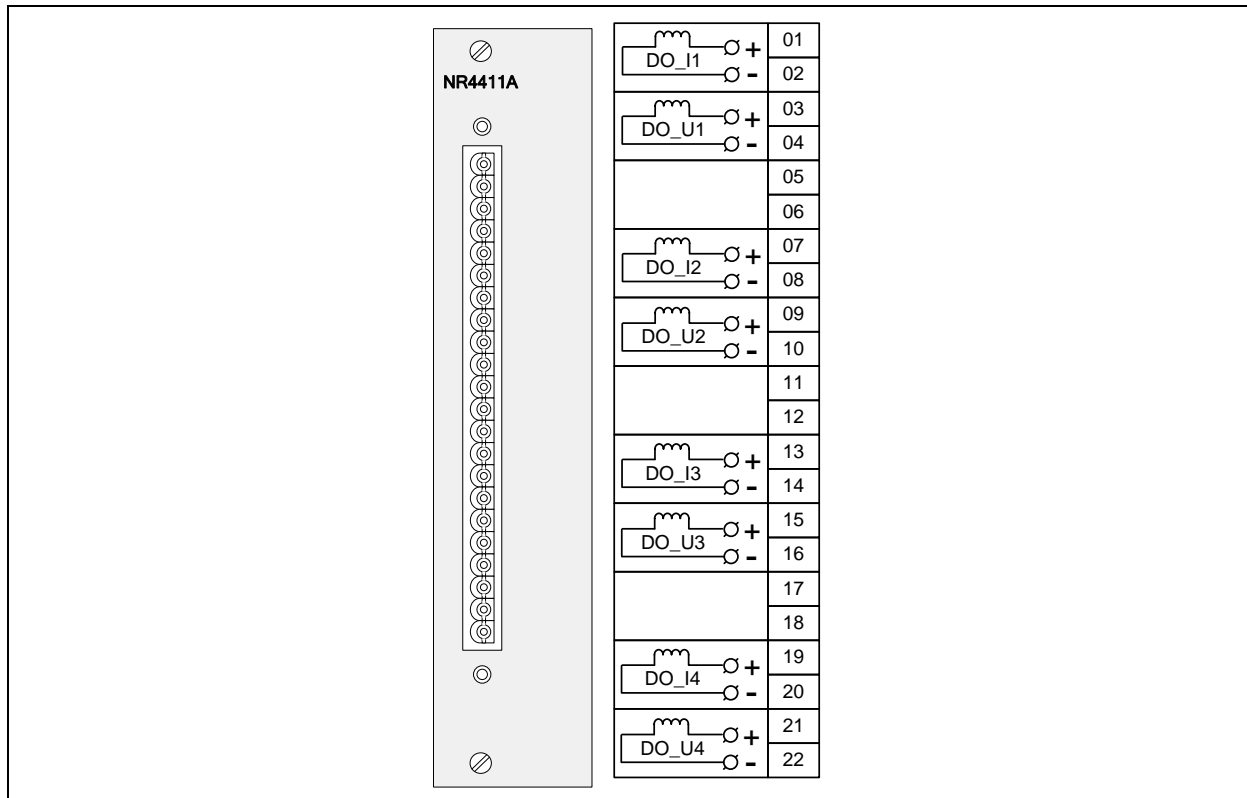 NR4411A
DO_I1 + 01
- 02
DO_U1 + 03
- 04
05
06
DO_I2 + 07
- 08
DO_U2 + 09
- 10
11
12
DO_I3 + 13
- 14
DO_U3 + 15
- 16
17
18
DO_I4 + 19
- 20
DO_U4 + 21
- 22